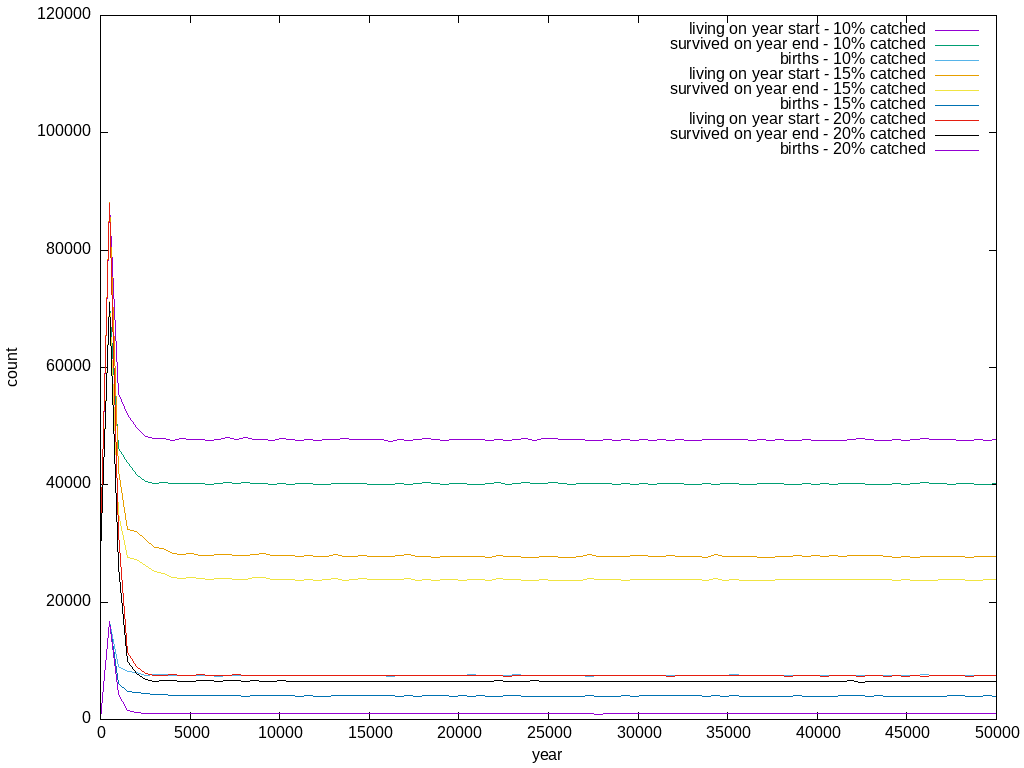 120000
100000
80000
60000
40000
20000
0
count
living on year start - 10% catched
survived on year end - 10% catched
births - 10% catched
living on year start - 15% catched
survived on year end - 15% catched
births - 15% catched
living on year start - 20% catched
survived on year end - 20% catched
births - 20% catched
0 5000 10000 15000 20000 25000 30000 35000 40000 45000 50000
year